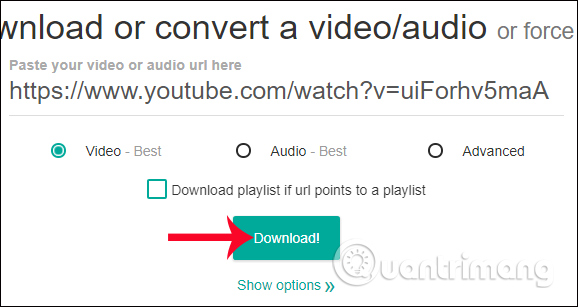 wnload or convert a video/audio or force
Paste your video or audio url here
https://www.youtube.com/watch?v=uiForhv5maA
Video - Best Audio - Best Advanced
Download playlist if url points to a playlist
Download!
Show options »
Quantrimang